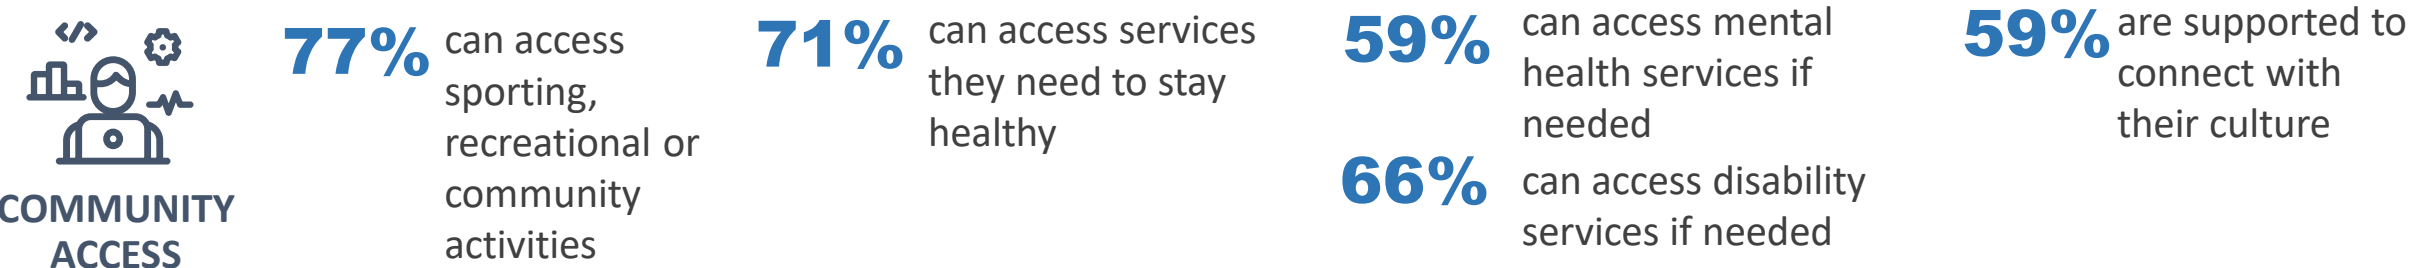 COMMUNITY
ACCESS
77%
can access
sporting,
recreational or
community
activities
71%
can access services
they need to stay
healthy
59%
can access mental
health services if
needed
66%
can access disability
services if needed
59%
are supported to
connect with
their culture